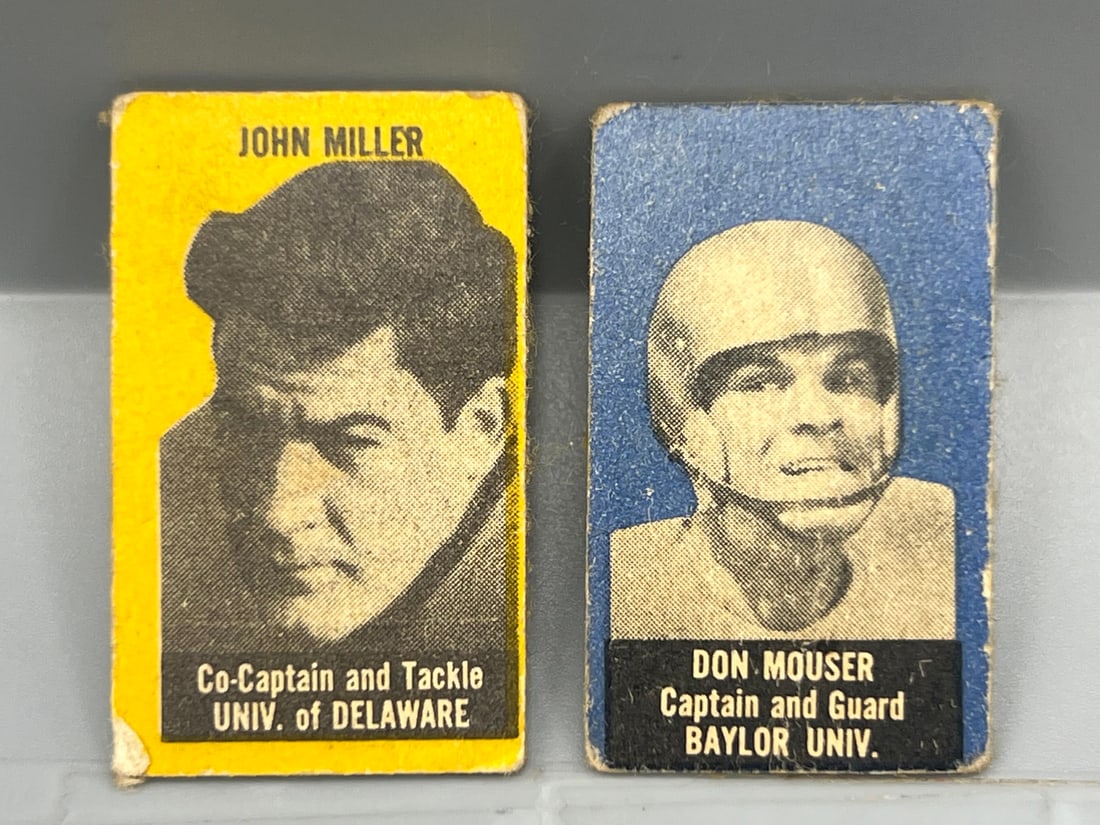 JOHN MILLER
Co-Captain and Tackle
UNIV. of DELAWARE
DON MOUSER
Captain and Guard
BAYLOR UNIV.